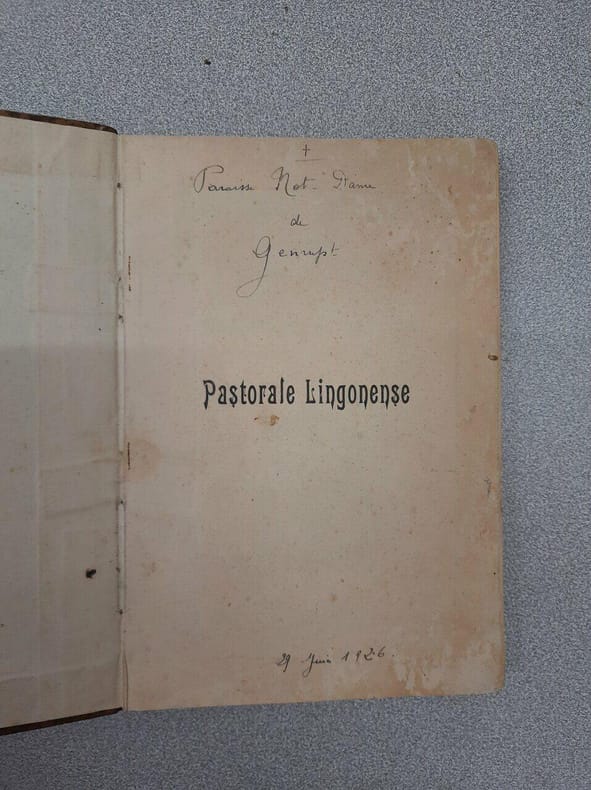 †
Paroisse Not-Dame
de
Genrupt
Pastorale Lingonense
29 Juin 1926.